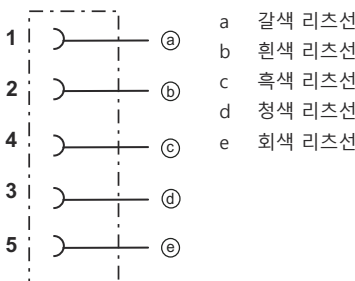 1 ⓐ
2 ⓑ
4 ⓒ
3 ⓓ
5 ⓔ
a 갈색 리츠선
b 흰색 리츠선
c 흑색 리츠선
d 청색 리츠선
e 회색 리츠선